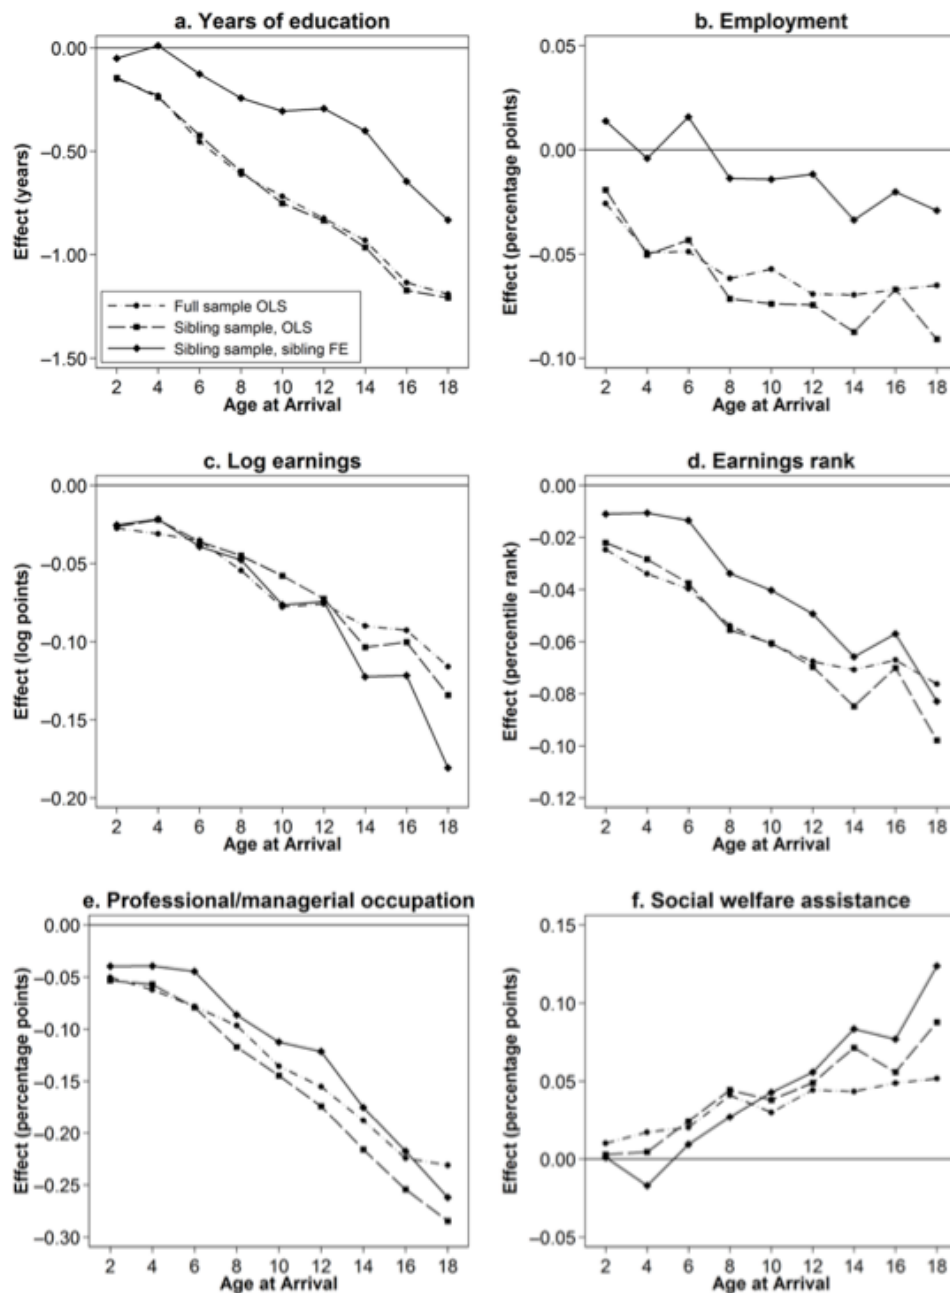 a. Years of education
0.00
−0.50
−1.00
−1.50
Effect (years)
Full sample OLS
Sibling sample, OLS
Sibling sample, sibling FE
2 4 6 8 10 12 14 16 18
Age at Arrival
b. Employment
0.05
0.00
−0.05
−0.10
Effect (percentage points)
2 4 6 8 10 12 14 16 18
Age at Arrival
c. Log earnings
0.00
−0.05
−0.10
−0.15
−0.20
Effect (log points)
2 4 6 8 10 12 14 16 18
Age at Arrival
d. Earnings rank
0.00
−0.02
−0.04
−0.06
−0.08
−0.10
−0.12
Effect (percentile rank)
2 4 6 8 10 12 14 16 18
Age at Arrival
e. Professional/managerial occupation
0.00
−0.05
−0.10
−0.15
−0.20
−0.25
−0.30
Effect (percentage points)
2 4 6 8 10 12 14 16 18
Age at Arrival
f. Social welfare assistance
0.15
0.10
0.05
0.00
−0.05
Effect (percentage points)
2 4 6 8 10 12 14 16 18
Age at Arrival